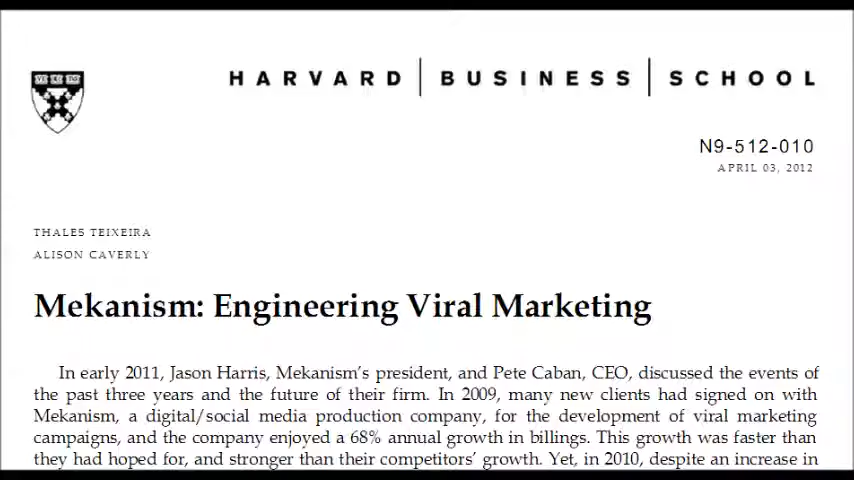 HARVARD | BUSINESS | SCHOOL
N9-512-010
APRIL 03, 2012
THALES TEIXEIRA
ALISON CAVERLY
Mekanism: Engineering Viral Marketing
In early 2011, Jason Harris, Mekanism's president, and Pete Caban, CEO, discussed the events of
the past three years and the future of their firm. In 2009, many new clients had signed on with
Mekanism, a digital/social media production company, for the development of viral marketing
campaigns, and the company enjoyed a 68% annual growth in billings. This growth was faster than
they had hoped for, and stronger than their competitors' growth. Yet, in 2010, despite an increase in